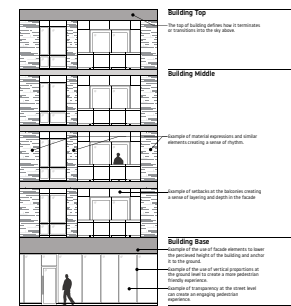 Building Top
The top of building defines how it terminates
or transitions into the sky above.
Building Middle
Example of material expressions and similar
elements creating a sense of rhythm.
Example of setbacks at the balconies creating
a sense of layering and depth in the facade
Building Base
Example of the use of facade elements to lower
the percieved height of the building and anchor
it to the ground.
Example of the use of vertical proportions at
the ground level to create a more pedestrian
friendly experience.
Example of transparency at the street level
can create an engaging pedestrian
experience.